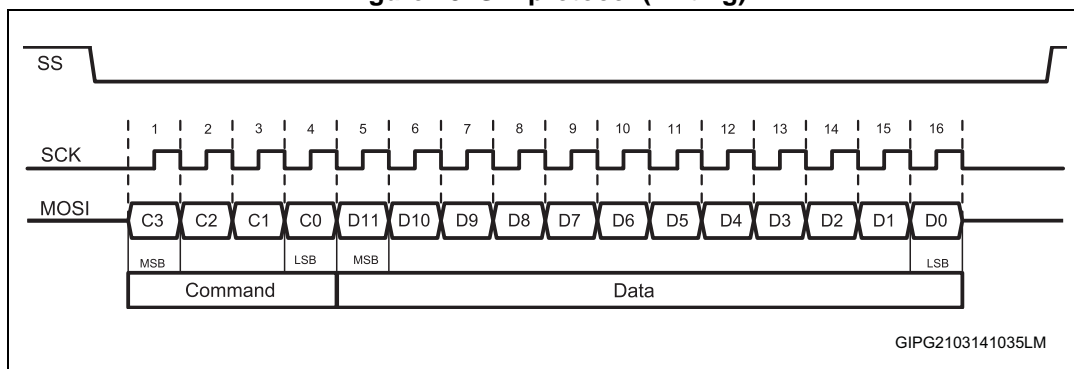 SS
1 2 3 4 5 6 7 8 9 10 11 12 13 14 15 16
SCK
MOSI
C3 C2 C1 C0 D11 D10 D9 D8 D7 D6 D5 D4 D3 D2 D1 D0
MSB LSB MSB LSB
Command Data
GIPG2103141035LM